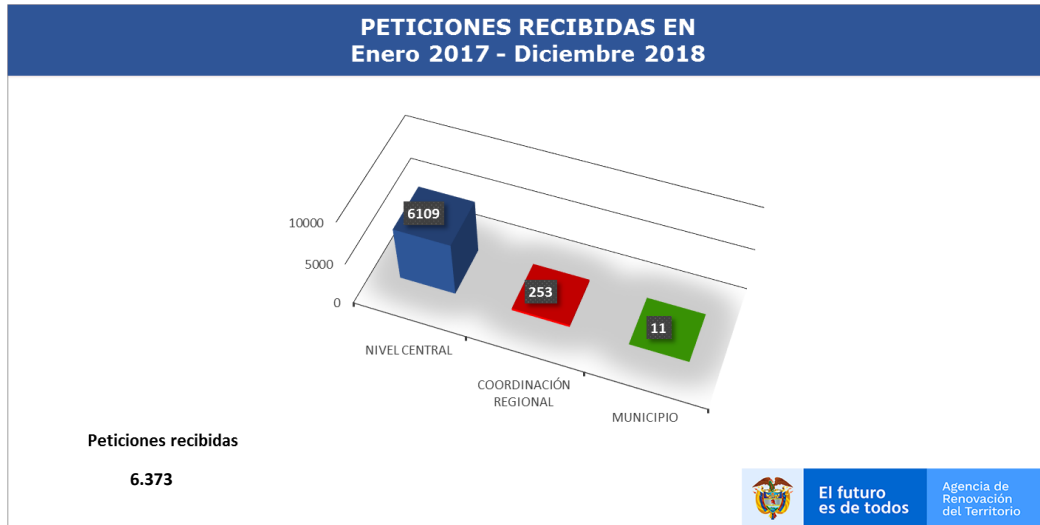 PETICIONES RECIBIDAS EN
Enero 2017 - Diciembre 2018
10000
5000
0
6109
253
11
NIVEL CENTRAL
COORDINACIÓN
REGIONAL
MUNICIPIO
Peticiones recibidas
6.373
El futuro
es de todos
Agencia de
Renovación
del Territorio